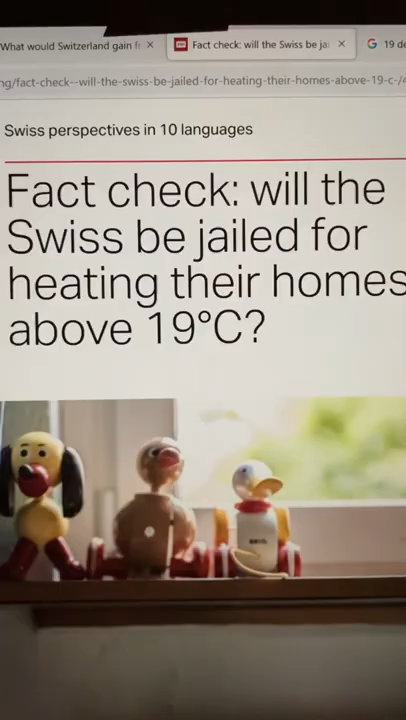 What would Switzerland gain fr
Fact check: will the Swiss be jai
19 de
ng/fact-check--will-the-swiss-be-jailed-for-heating-their-homes-above-19-c-/4
Swiss perspectives in 10 languages
Fact check: will the
Swiss be jailed for
heating their homes
above 19°C?